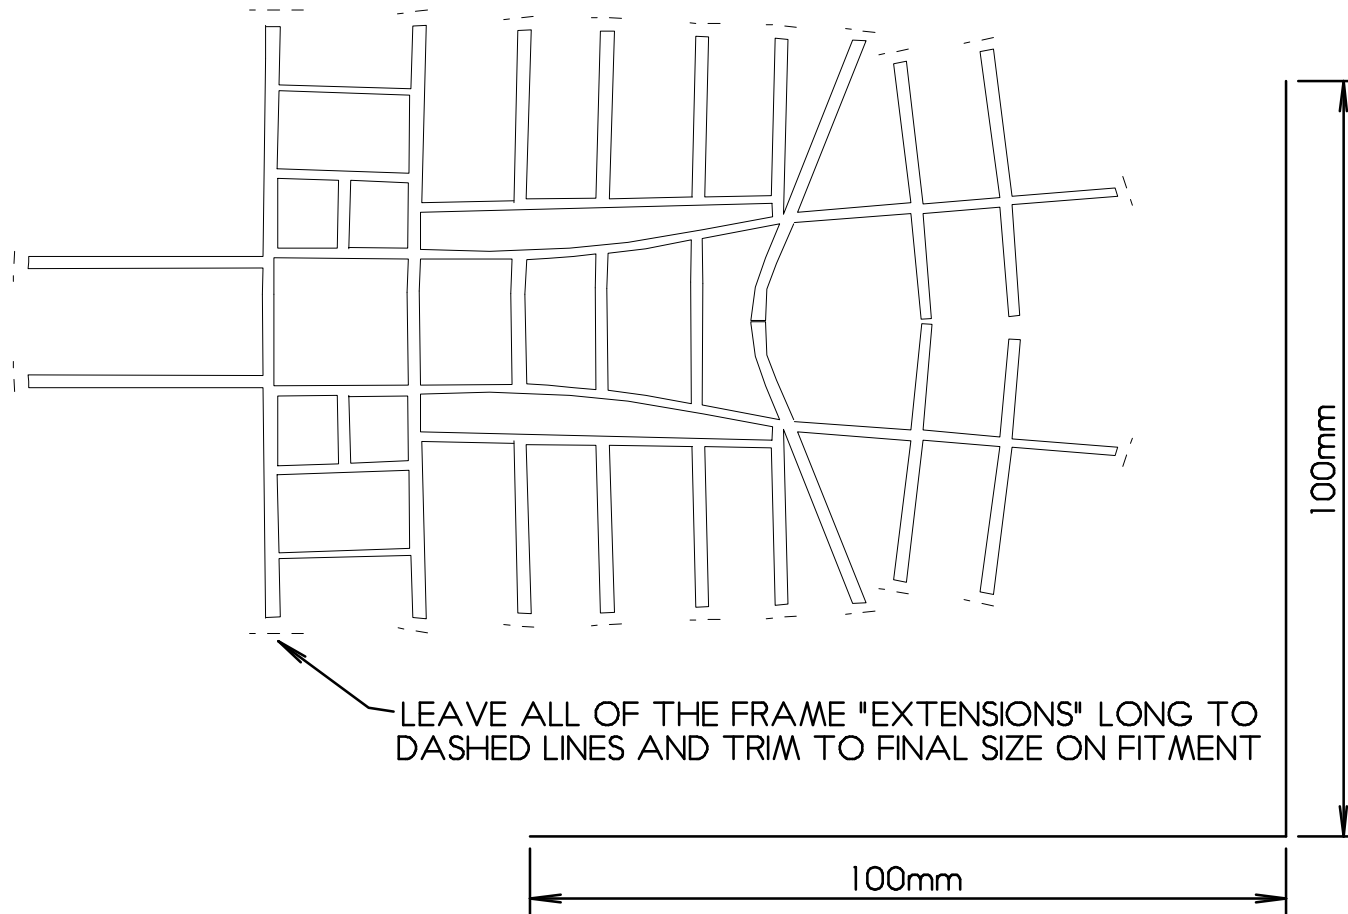 LEAVE ALL OF THE FRAME "EXTENSIONS" LONG TO
DASHED LINES AND TRIM TO FINAL SIZE ON FITMENT
100mm
100mm